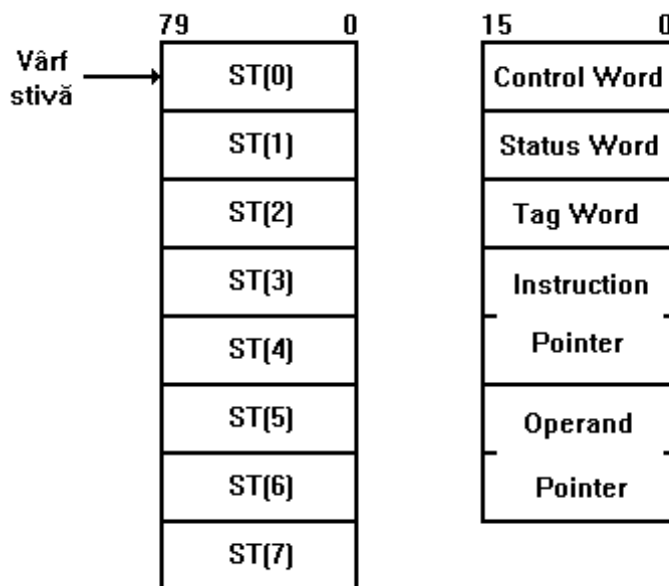 79 0
Vârf
stivă
ST(0)
ST(1)
ST(2)
ST(3)
ST(4)
ST(5)
ST(6)
ST(7)
15 0
Control Word
Status Word
Tag Word
Instruction
Pointer
Operand
Pointer